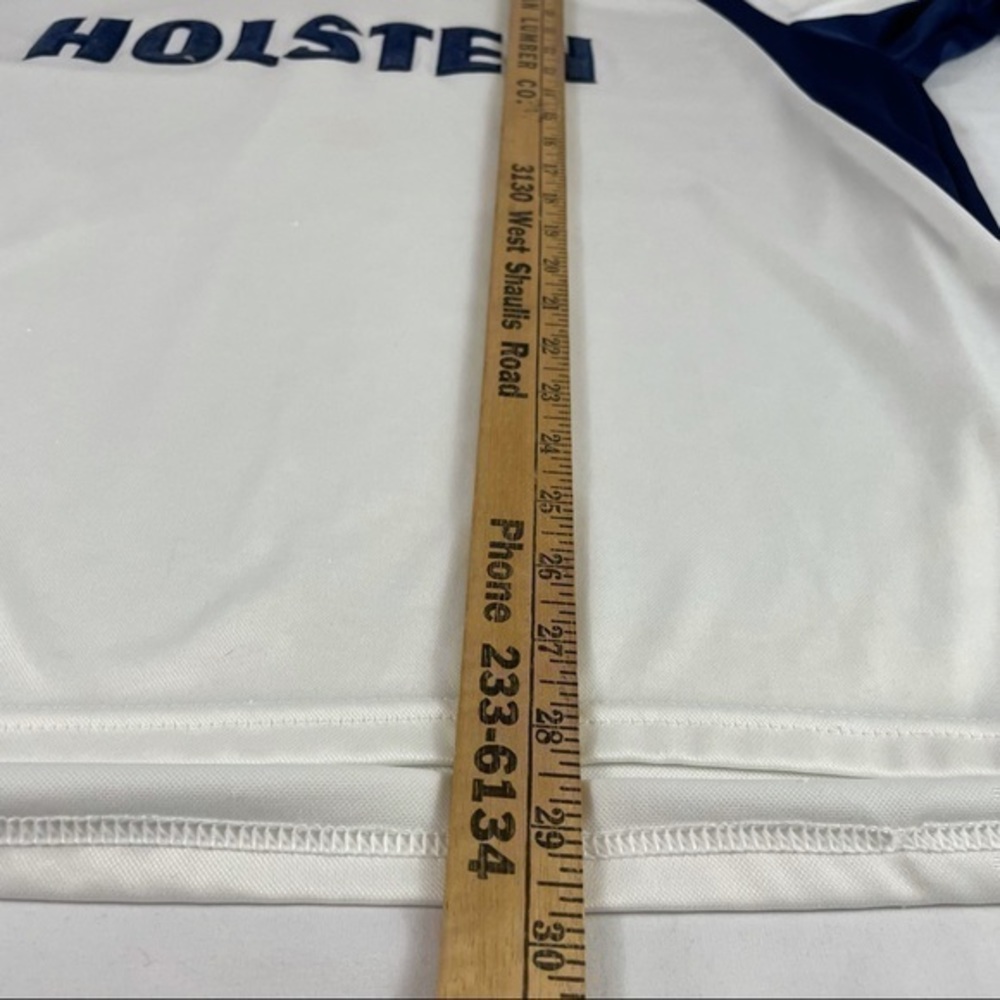 HOLSTEN
LUMBER CO.
3130 West Shaulis Road
Phone 233-6134
16 17 18 19 20 21 22 23 24 25 26 27 28 29 30